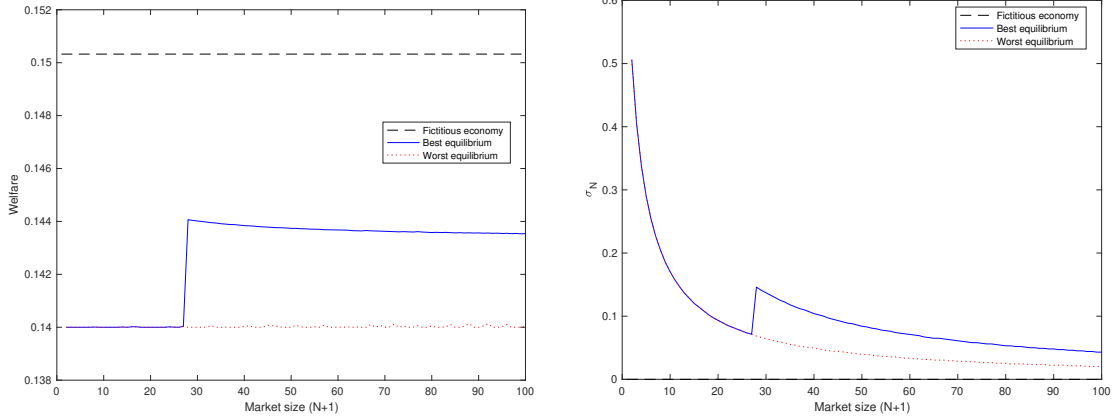 0.152
0.15
0.148
0.146
0.144
0.142
0.14
0.138
Welfare
Fictitious economy
Best equilibrium
Worst equilibrium
0 10 20 30 40 50 60 70 80 90 100
Market size (N+1)
0.6
0.5
0.4
0.3
0.2
0.1
0
σN
Fictitious economy
Best equilibrium
Worst equilibrium
0 10 20 30 40 50 60 70 80 90 100
Market size (N+1)